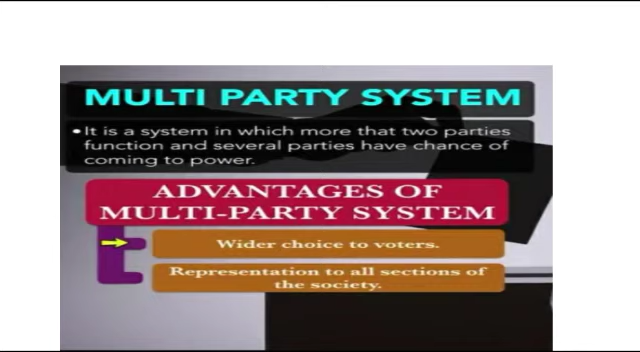 MULTI PARTY SYSTEM
•It is a system in which more that two parties
function and several parties have chance of
coming to power.
ADVANTAGES OF
MULTI-PARTY SYSTEM
Wider choice to voters.
Representation to all sections of
the society.